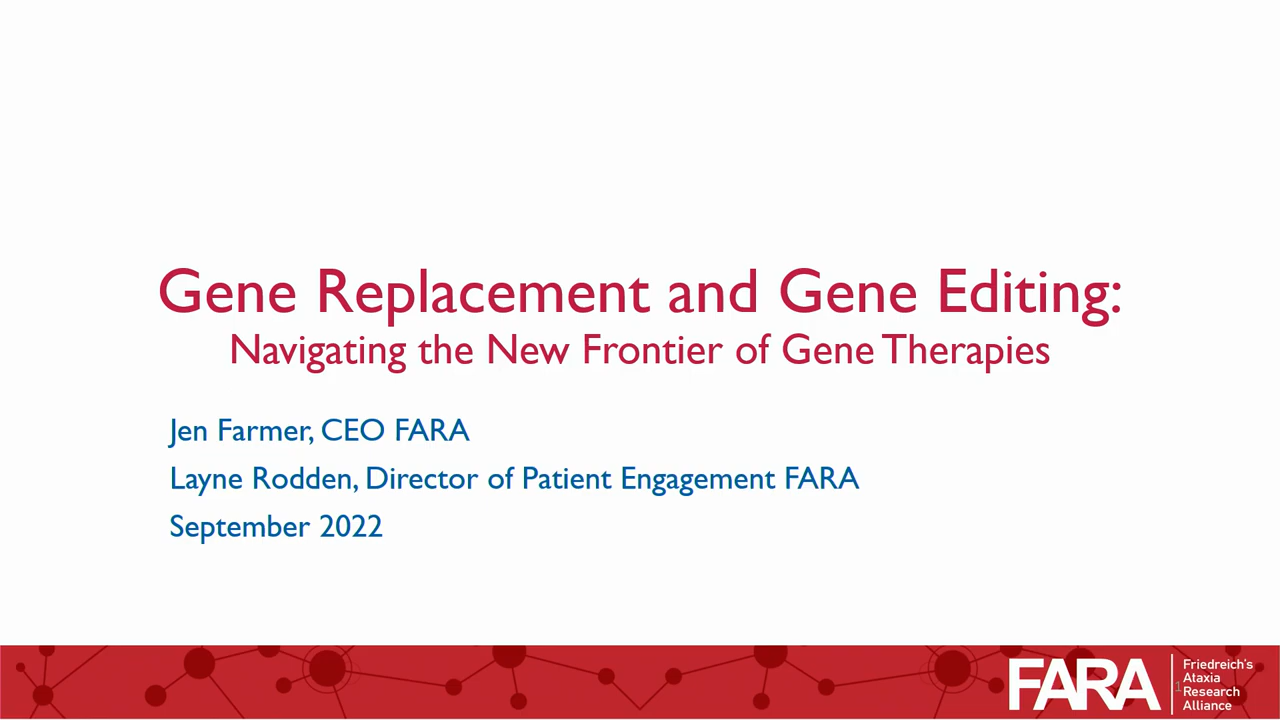 Gene Replacement and Gene Editing:
Navigating the New Frontier of Gene Therapies
Jen Farmer, CEO FARA
Layne Rodden, Director of Patient Engagement FARA
September 2022
FARA
Friedreich's
Ataxia
Research
Alliance
1